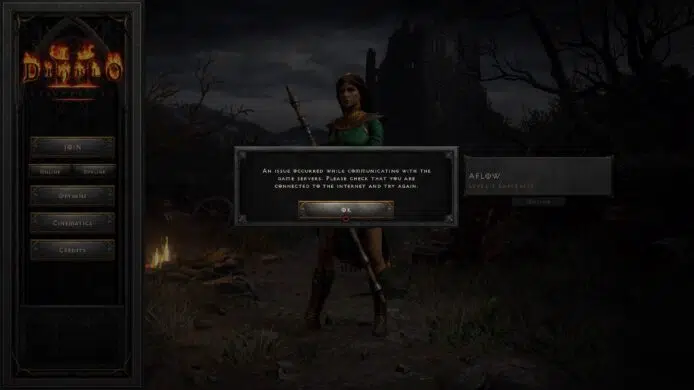 DIABLO
II
JOIN
ONLINE OFFLINE
OPTIONS
CINEMATICS
CREDITS
AN ISSUE OCCURRED WHILE COMMUNICATING WITH THE
GAME SERVERS. PLEASE CHECK THAT YOU ARE
CONNECTED TO THE INTERNET AND TRY AGAIN.
OK
AFLOW